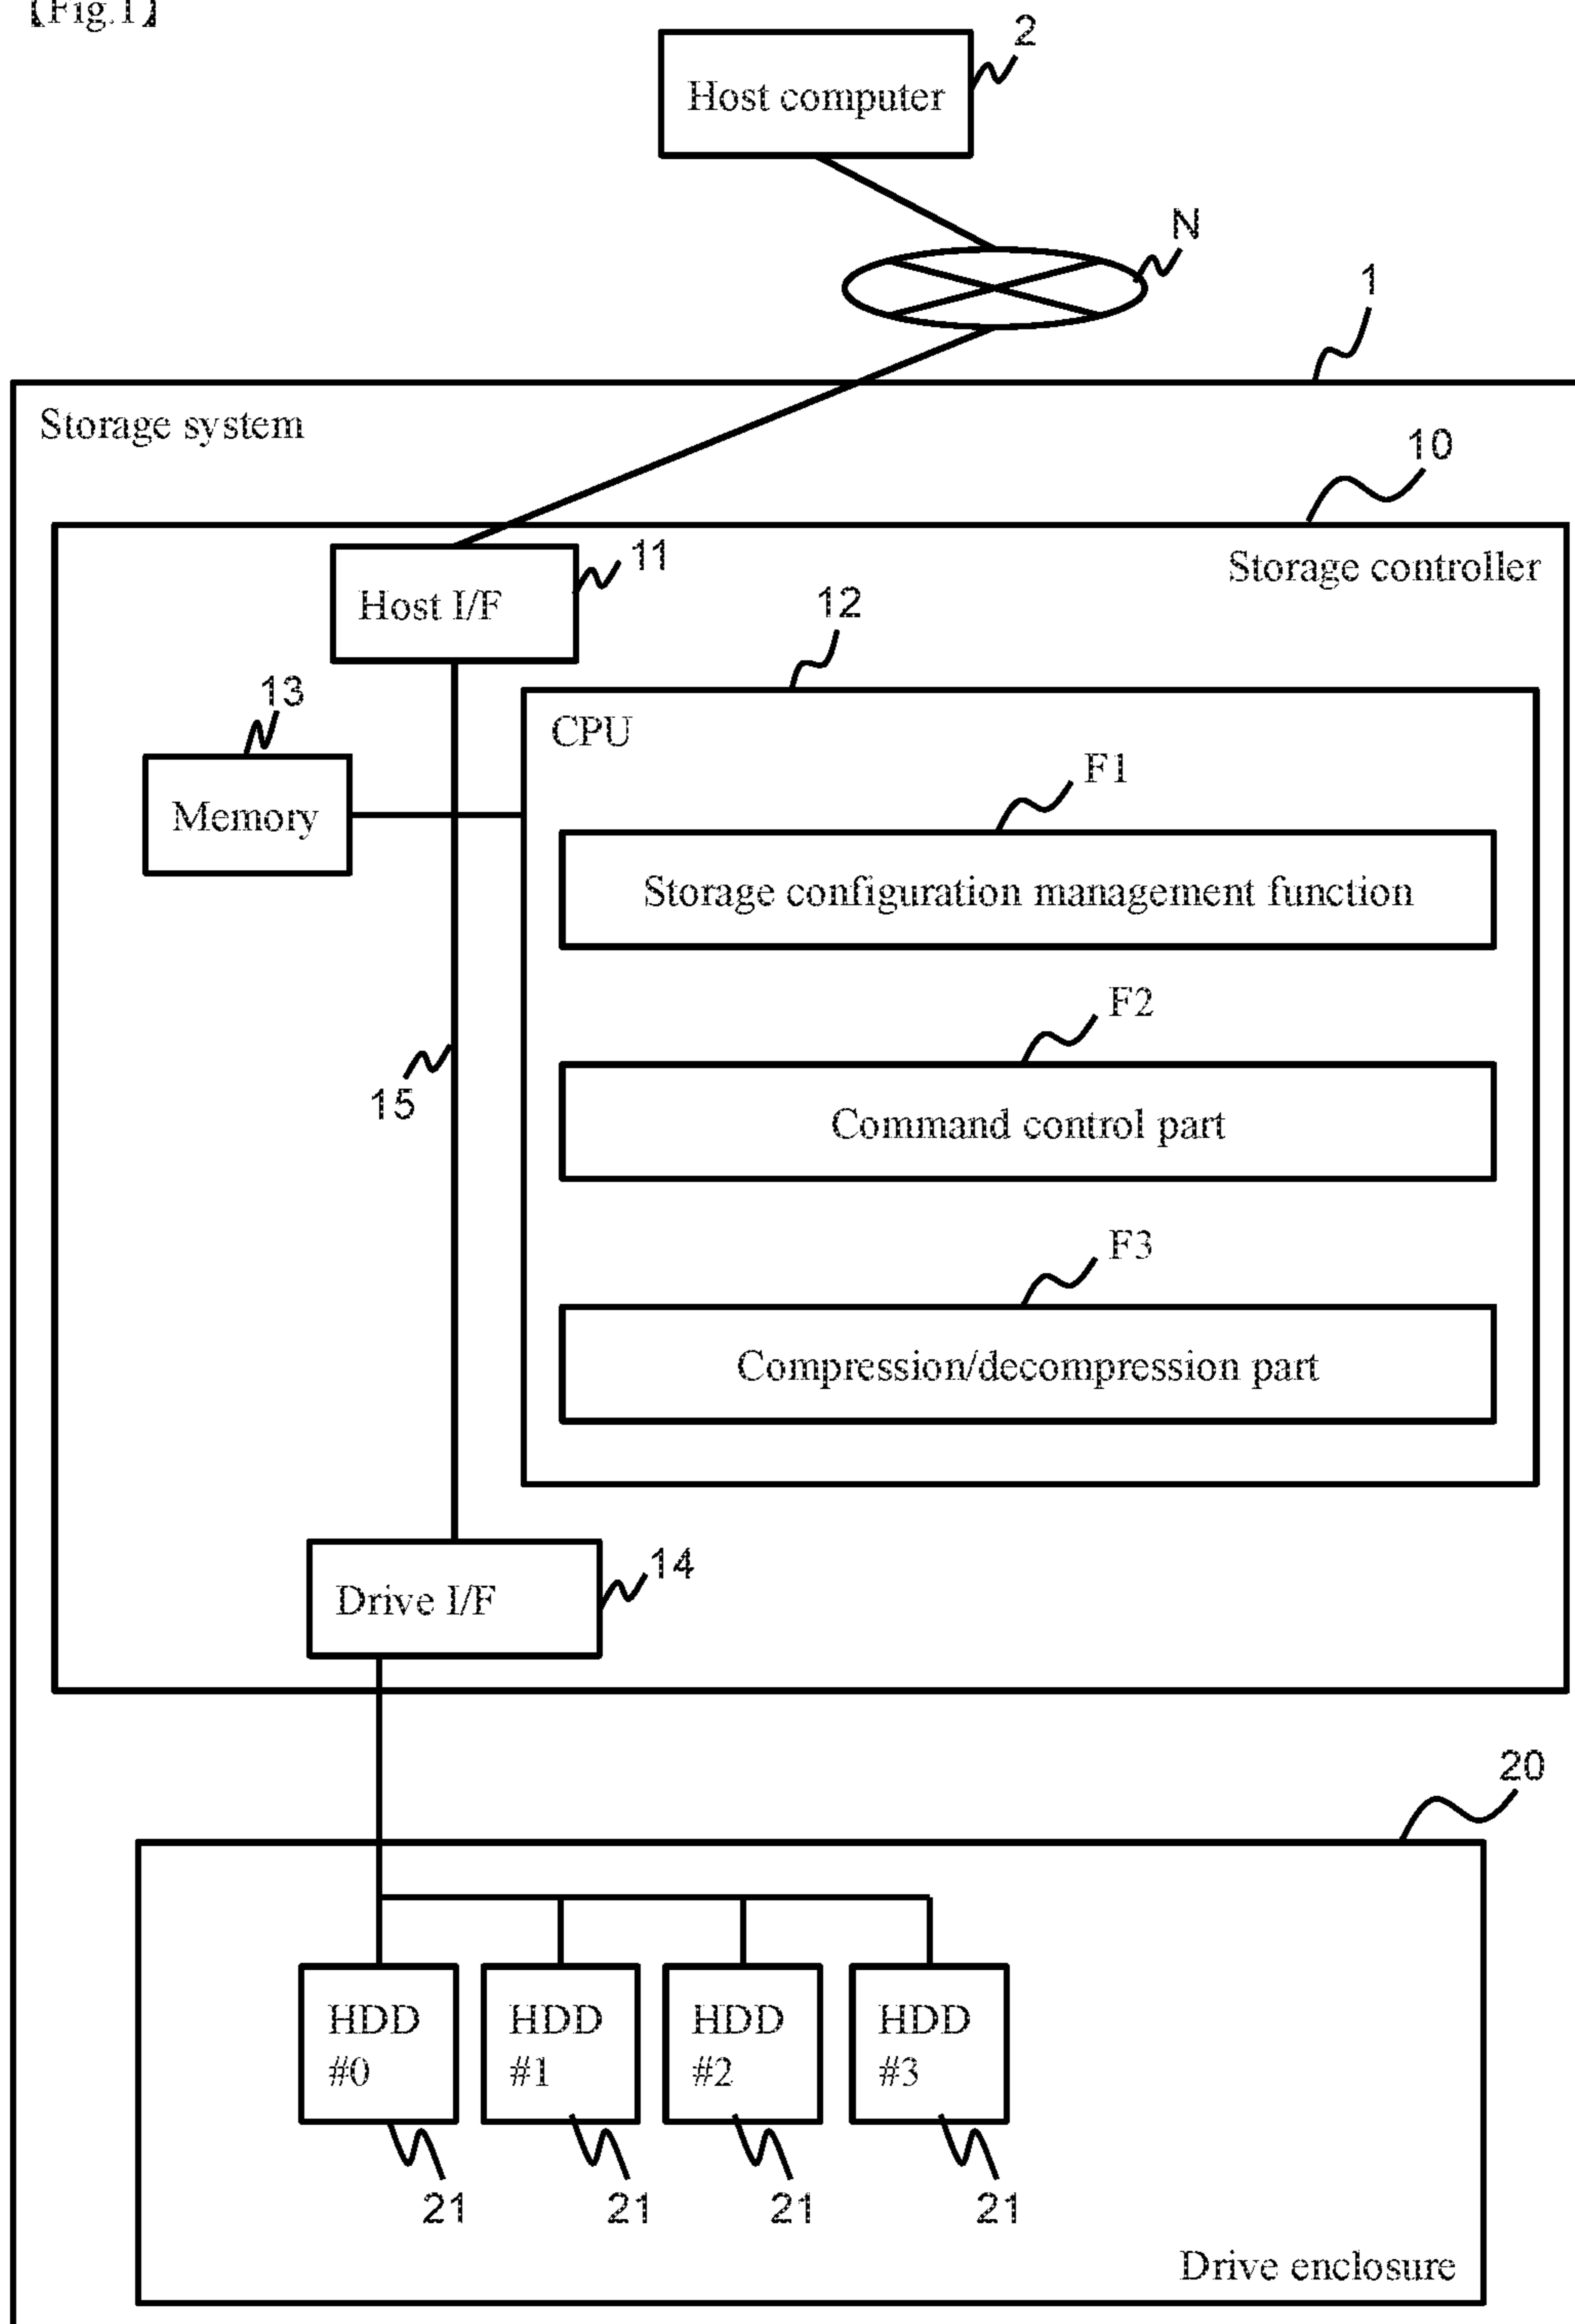 【Fig.1】
2
Host computer
N
1
Storage system
10
11
Storage controller
Host I/F
12
13
CPU
F1
Memory
Storage configuration management function
F2
15
Command control part
F3
Compression/decompression part
14
Drive I/F
20
HDD
#0
HDD
#1
HDD
#2
HDD
#3
21
21
21
21
Drive enclosure